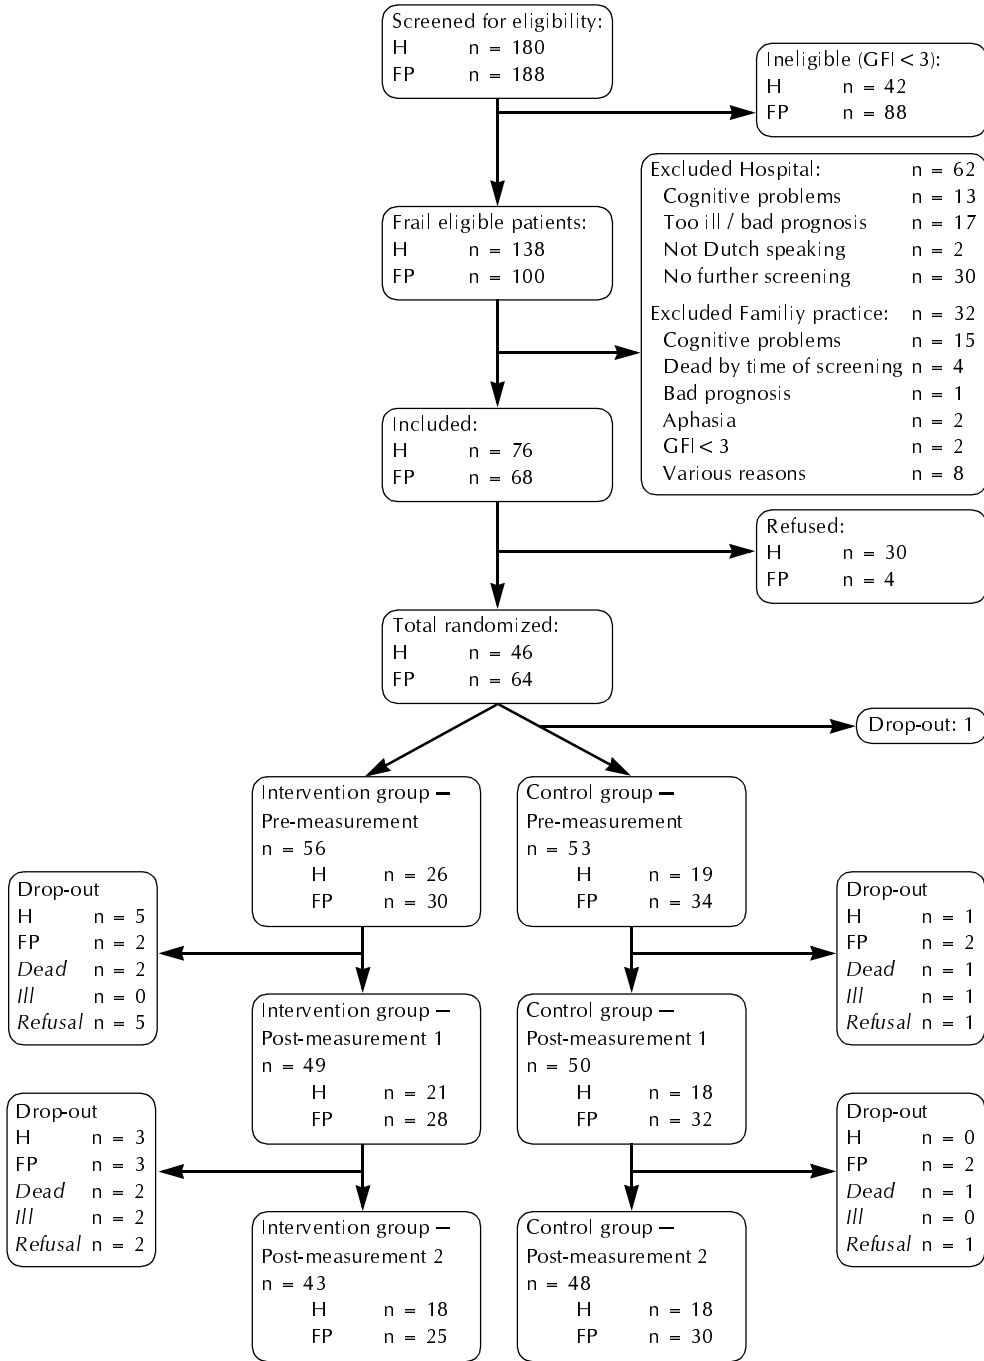 Screened for eligibility:
H n = 180
FP n = 188
Ineligible (GFI < 3):
H n = 42
FP n = 88
Excluded Hospital: n = 62
Cognitive problems n = 13
Too ill / bad prognosis n = 17
Not Dutch speaking n = 2
No further screening n = 30
Excluded Familiy practice: n = 32
Cognitive problems n = 15
Dead by time of screening n = 4
Bad prognosis n = 1
Aphasia n = 2
GFI < 3 n = 2
Various reasons n = 8
Frail eligible patients:
H n = 138
FP n = 100
Included:
H n = 76
FP n = 68
Refused:
H n = 30
FP n = 4
Total randomized:
H n = 46
FP n = 64
Drop-out: 1
Intervention group –
Pre-measurement
n = 56
H n = 26
FP n = 30
Control group –
Pre-measurement
n = 53
H n = 19
FP n = 34
Drop-out
H n = 5
FP n = 2
Dead n = 2
Ill n = 0
Refusal n = 5
Drop-out
H n = 1
FP n = 2
Dead n = 1
Ill n = 1
Refusal n = 1
Intervention group –
Post-measurement 1
n = 49
H n = 21
FP n = 28
Control group –
Post-measurement 1
n = 50
H n = 18
FP n = 32
Drop-out
H n = 3
FP n = 3
Dead n = 2
Ill n = 2
Refusal n = 2
Drop-out
H n = 0
FP n = 2
Dead n = 1
Ill n = 0
Refusal n = 1
Intervention group –
Post-measurement 2
n = 43
H n = 18
FP n = 25
Control group –
Post-measurement 2
n = 48
H n = 18
FP n = 30